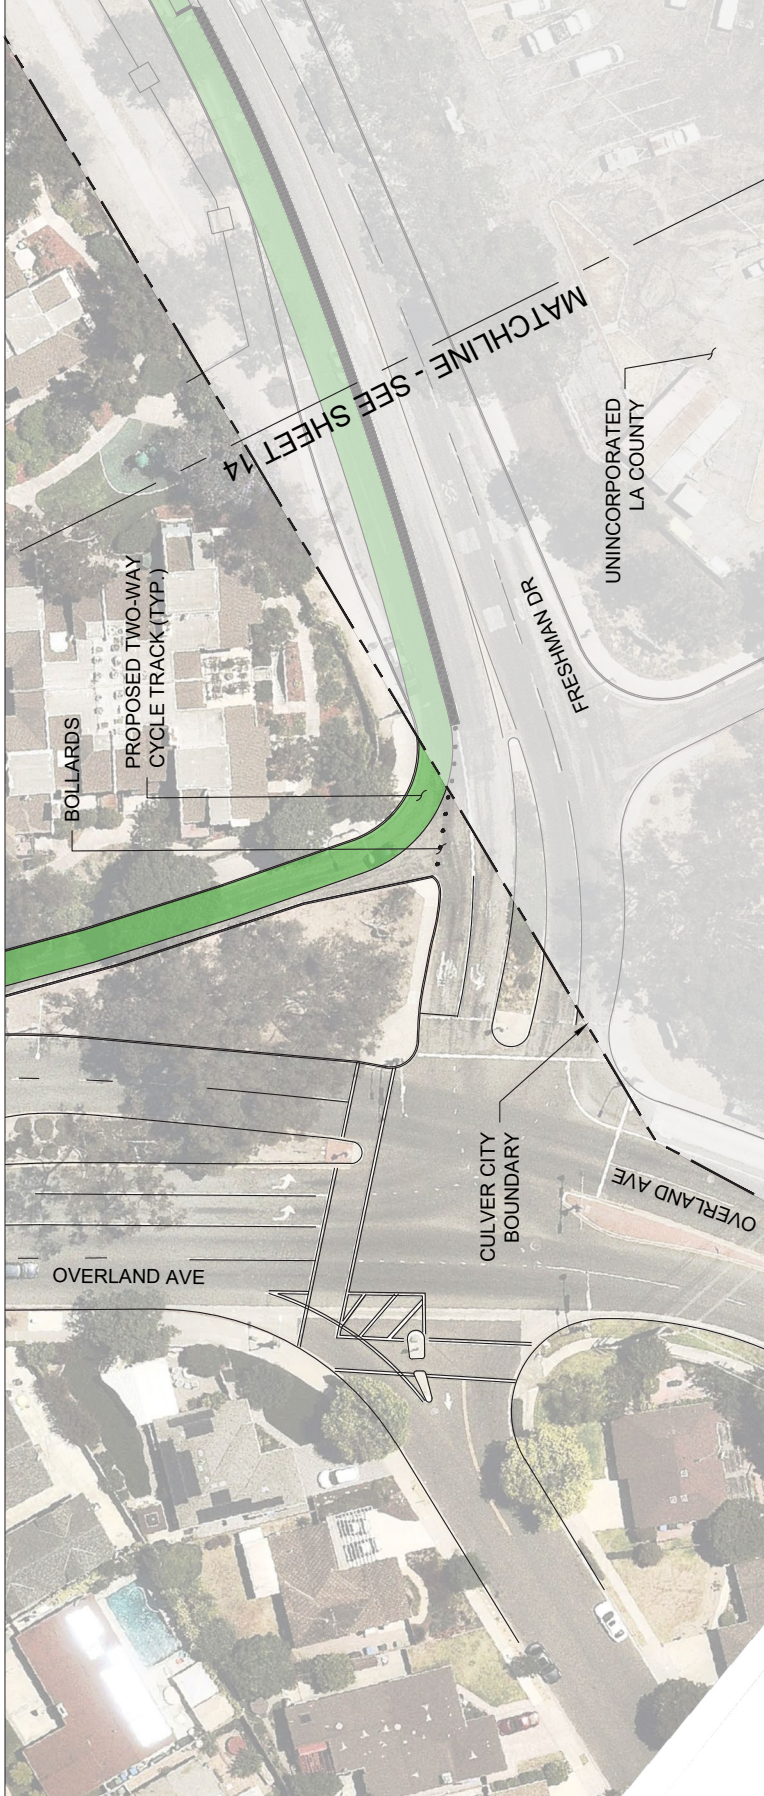 MATCHLINE - SEE SHEET 14
UNINCORPORATED
LA COUNTY
PROPOSED TWO-WAY
CYCLE TRACK (TYP.)
BOLLARDS
FRESHMAN DR
CULVER CITY
BOUNDARY
OVERLAND AVE
OVERLAND AVE